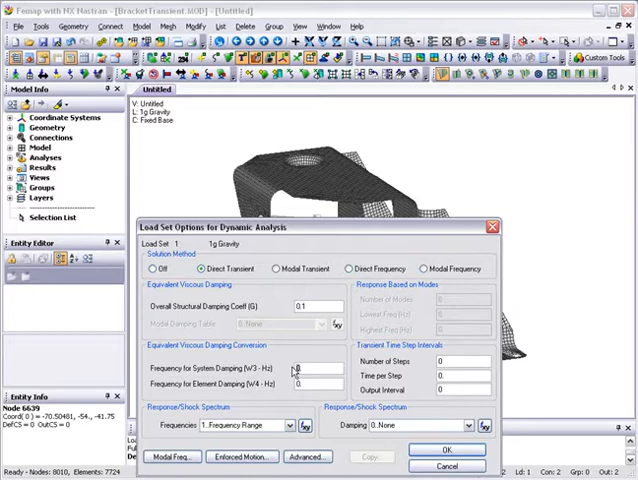 Femap with NX Nastran - [BracketTransient.MOD] - [Untitled]
File Tools Geometry Connect Model Mesh Modify List Delete Group View Window Help
Custom Tools
Model Info
Untitled
Coordinate Systems
Geometry
Connections
Model
Analyses
Results
Views
Groups
Layers
Selection List
V: Untitled
L: 1g Gravity
C: Fixed Base
Entity Editor
Node 6639
Coord( 0 ) = -70.50481, -54., -41.75
DefCS = 0 OutCS = 0
Load Set Options for Dynamic Analysis
Load Set 1 1g Gravity
Solution Method
Off Direct Transient Modal Transient Direct Frequency Modal Frequency
Equivalent Viscous Damping
Overall Structural Damping Coeff (G) 0.1
Modal Damping Table 0..None
Response Based on Modes
Number of Modes 0
Lowest Freq (Hz) 0.
Highest Freq (Hz) 0.
Equivalent Viscous Damping Conversion
Frequency for System Damping (W3 - Hz) 0.
Frequency for Element Damping (W4 - Hz) 0.
Transient Time Step Intervals
Number of Steps 0
Time per Step 0.
Output Interval 0
Response/Shock Spectrum
Frequencies 1..Frequency Range
Response/Shock Spectrum
Damping 0..None
Modal Freq... Enforced Motion... Advanced... Copy...
OK
Cancel
Ready - Nodes: 8010, Elements: 7724
Ld: 1 Con: 2 Grp: 0 Out: 2